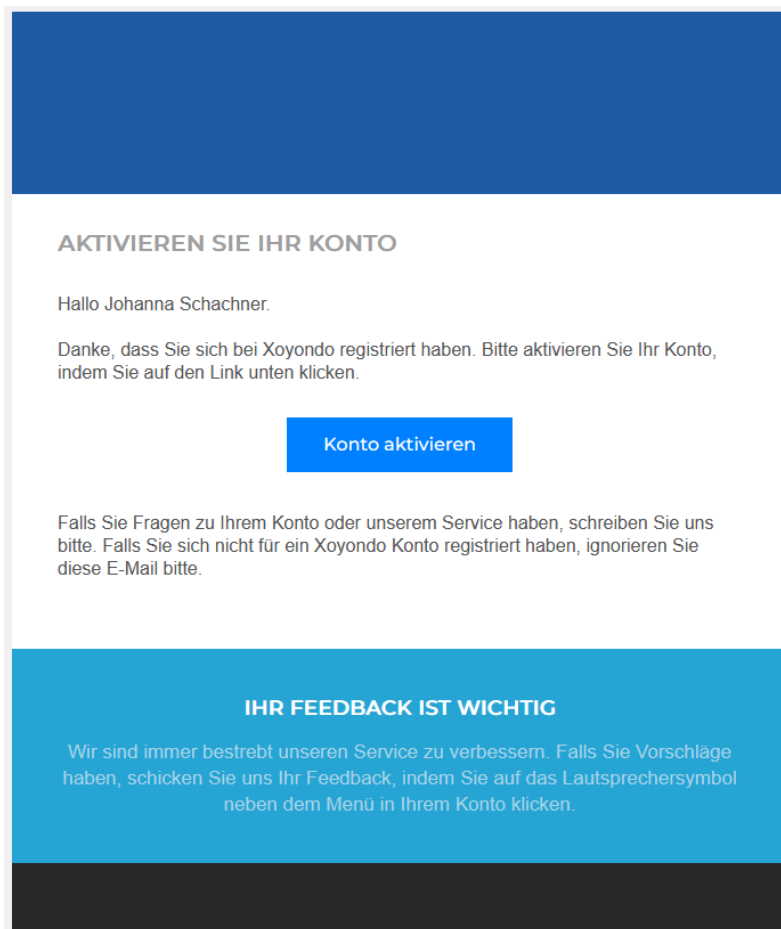 AKTIVIEREN SIE IHR KONTO
Hallo Johanna Schachner.
Danke, dass Sie sich bei Xoyondo registriert haben. Bitte aktivieren Sie Ihr Konto,
indem Sie auf den Link unten klicken.
Konto aktivieren
Falls Sie Fragen zu Ihrem Konto oder unserem Service haben, schreiben Sie uns
bitte. Falls Sie sich nicht für ein Xoyondo Konto registriert haben, ignorieren Sie
diese E-Mail bitte.
IHR FEEDBACK IST WICHTIG
Wir sind immer bestrebt unseren Service zu verbessern. Falls Sie Vorschläge
haben, schicken Sie uns Ihr Feedback, indem Sie auf das Lautsprechersymbol
neben dem Menü in Ihrem Konto klicken.